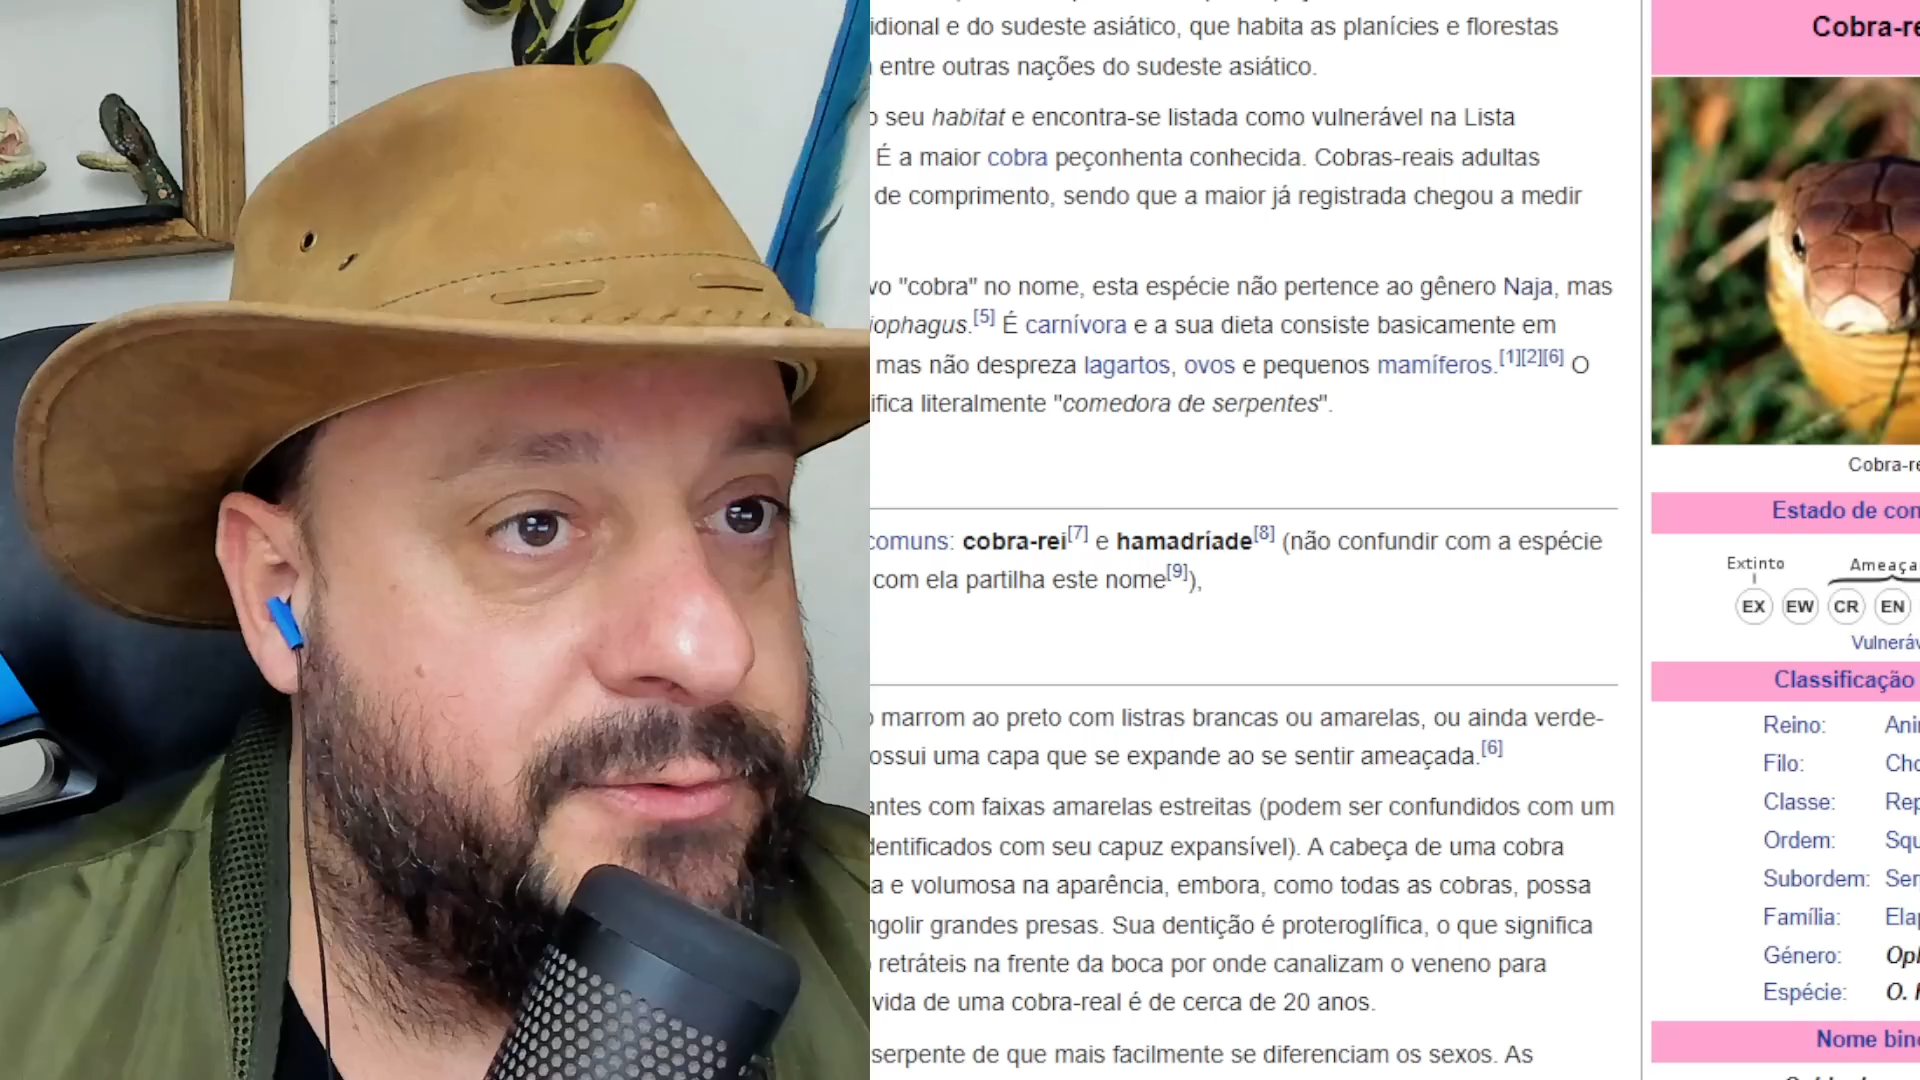 idional e do sudeste asiático, que habita as planícies e florestas
entre outras nações do sudeste asiático.
o seu habitat e encontra-se listada como vulnerável na Lista
É a maior cobra peçonhenta conhecida. Cobras-reais adultas
de comprimento, sendo que a maior já registrada chegou a medir
vo "cobra" no nome, esta espécie não pertence ao gênero Naja, mas
iophagus.[5] É carnívora e a sua dieta consiste basicamente em
mas não despreza lagartos, ovos e pequenos mamíferos.[1][2][6] O
ifica literalmente "comedora de serpentes".
comuns: cobra-rei[7] e hamadríade[8] (não confundir com a espécie
com ela partilha este nome[9]),
o marrom ao preto com listras brancas ou amarelas, ou ainda verde-
ossui uma capa que se expande ao se sentir ameaçada.[6]
antes com faixas amarelas estreitas (podem ser confundidos com um
dentificados com seu capuz expansível). A cabeça de uma cobra
a e volumosa na aparência, embora, como todas as cobras, possa
ngolir grandes presas. Sua dentição é proteroglífica, o que significa
retráteis na frente da boca por onde canalizam o veneno para
vida de uma cobra-real é de cerca de 20 anos.
serpente de que mais facilmente se diferenciam os sexos. As
Cobra-re
Cobra-re
Estado de con
Extinto
Ameaça
EX EW CR EN
Vulneráv
Classificação
Reino: Ani
Filo: Cho
Classe: Rep
Ordem: Squ
Subordem: Ser
Família: Elap
Género: Oph
Espécie: O. h
Nome bino